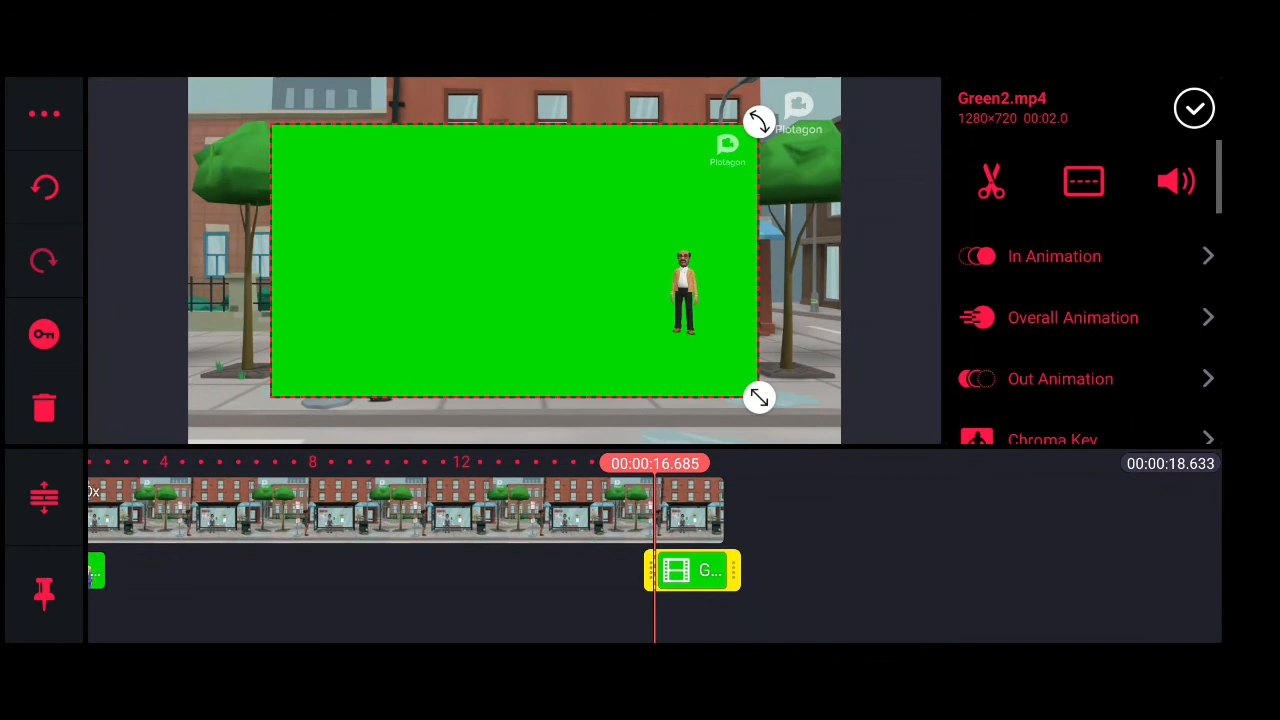 Green2.mp4
1280×720 00:02.0
Plotagon
Plotagon
In Animation
Overall Animation
Out Animation
Chroma Key
4
8
12
00:00:16.685
00:00:18.633
0x
G...